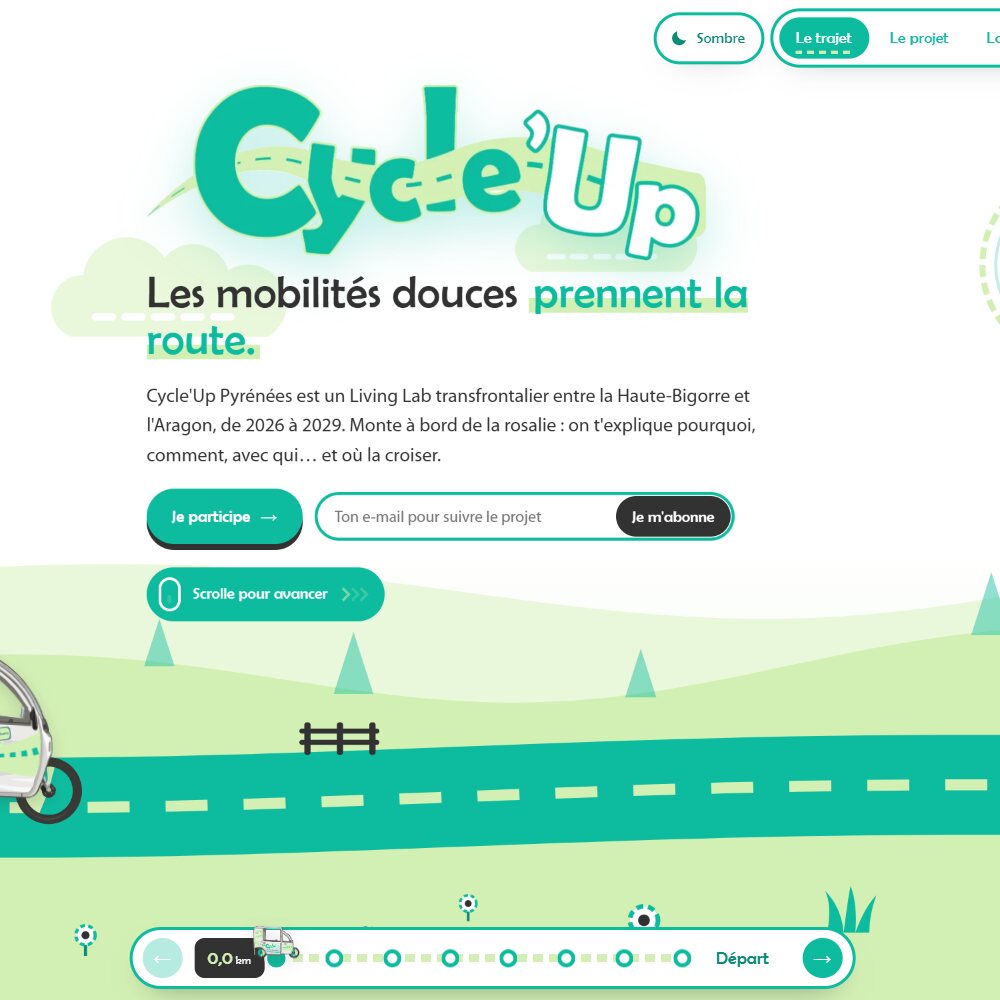 Sombre
Le trajet
Le projet
Cycle'Up
Les mobilités douces prennent la
route.
Cycle'Up Pyrénées est un Living Lab transfrontalier entre la Haute-Bigorre et
l'Aragon, de 2026 à 2029. Monte à bord de la rosalie : on t'explique pourquoi,
comment, avec qui… et où la croiser.
Je participe →
Ton e-mail pour suivre le projet
Je m'abonne
Scrolle pour avancer
← 0,0 km
Départ →